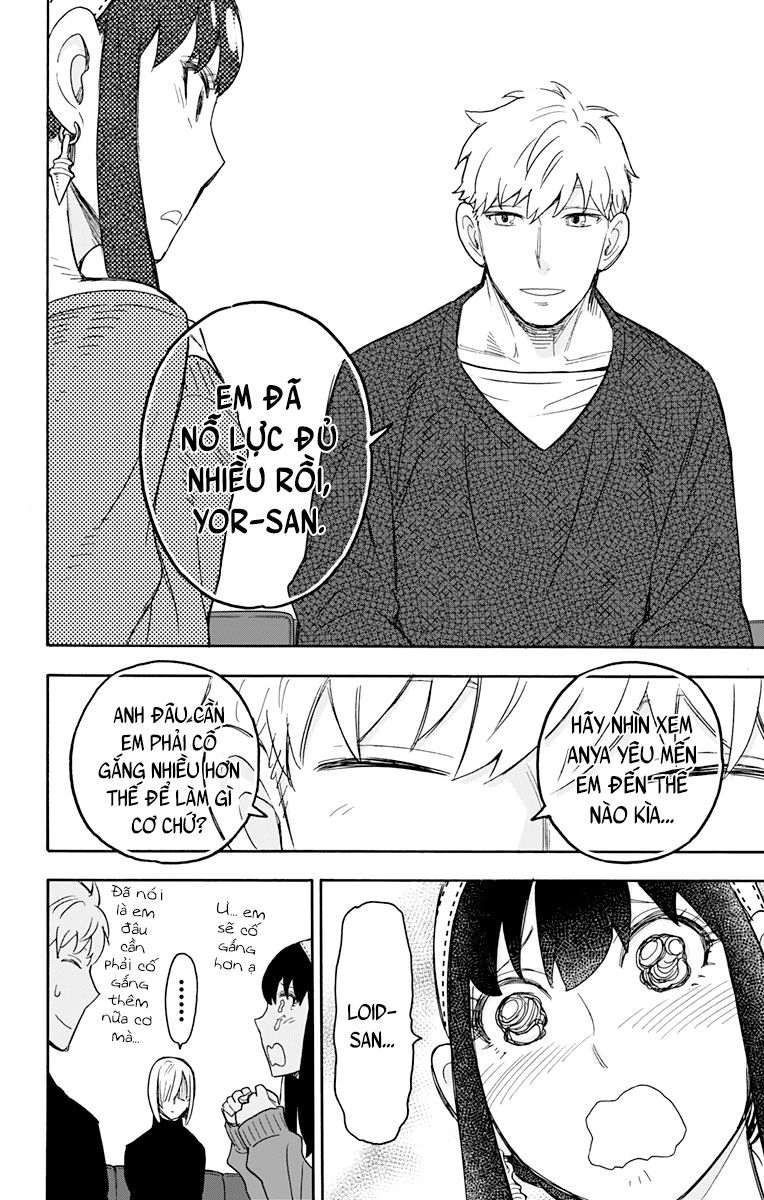 EM ĐÃ
NỖ LỰC ĐỦ
NHIỀU RỒI,
YOR-SAN.
HÃY NHÌN XEM
ANYA YÊU MẾN
EM ĐẾN THẾ
NÀO KÌA...
ANH ĐÂU CẦN
EM PHẢI CỐ
GẮNG NHIỀU HƠN
THẾ ĐỂ LÀM GÌ
CƠ CHỨ?
LOID-
SAN...
Ư... em
sẽ cố
gắng
hơn ạ
......
Đã nói
là em
đâu
cần
phải cố
gắng
thêm
nữa cơ
mà...